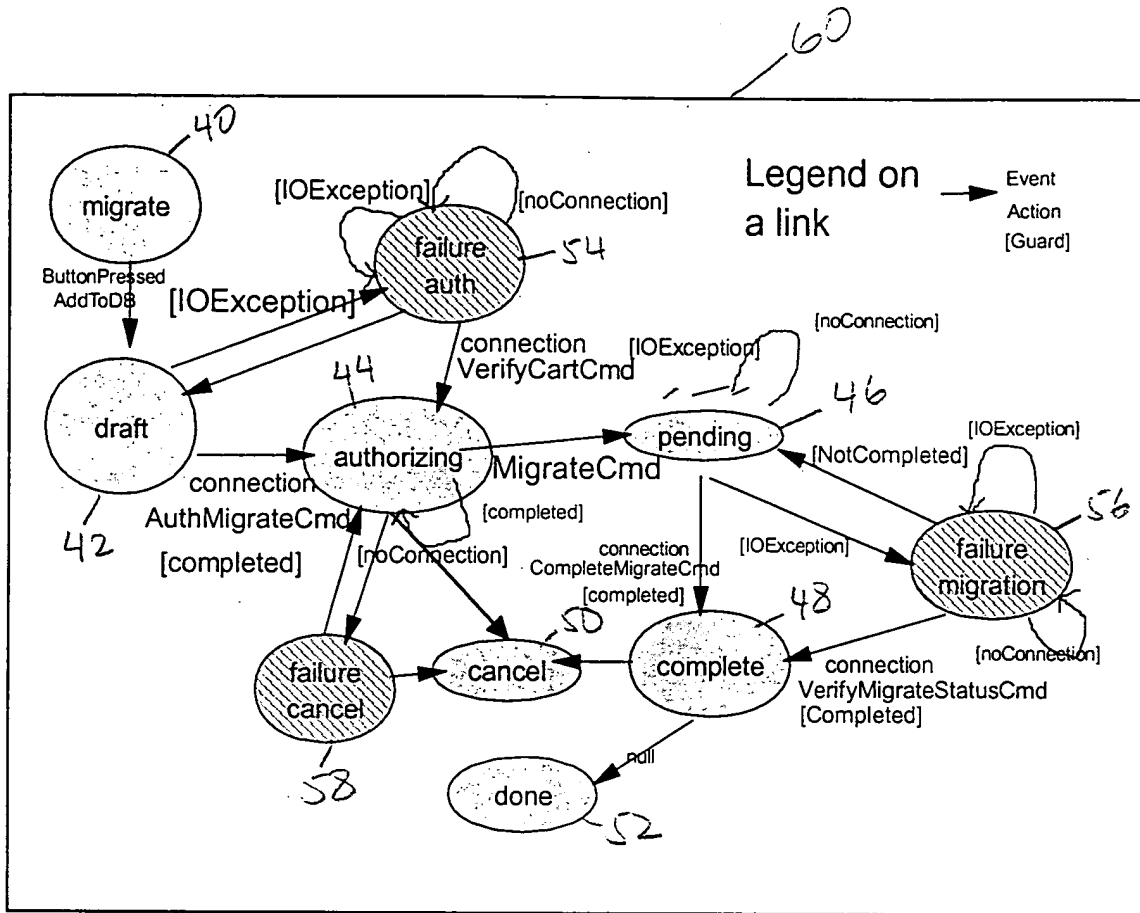 60
40
migrate
[IOException]
[noConnection]
Legend on
a link
Event
Action
[Guard]
failure
auth
54
ButtonPressed
AddToDB
[IOException]
connection
VerifyCartCmd
[IOException]
[noConnection]
44
46
draft
authorizing
pending
MigrateCmd
[NotCompleted]
[IOException]
56
42
connection
AuthMigrateCmd
[completed]
[completed]
[noConnection]
connection
CompleteMigrateCmd
[completed]
[IOException]
failure
migration
48
50
failure
cancel
cancel
complete
[noConnection]
connection
VerifyMigrateStatusCmd
[Completed]
58
null
done
52